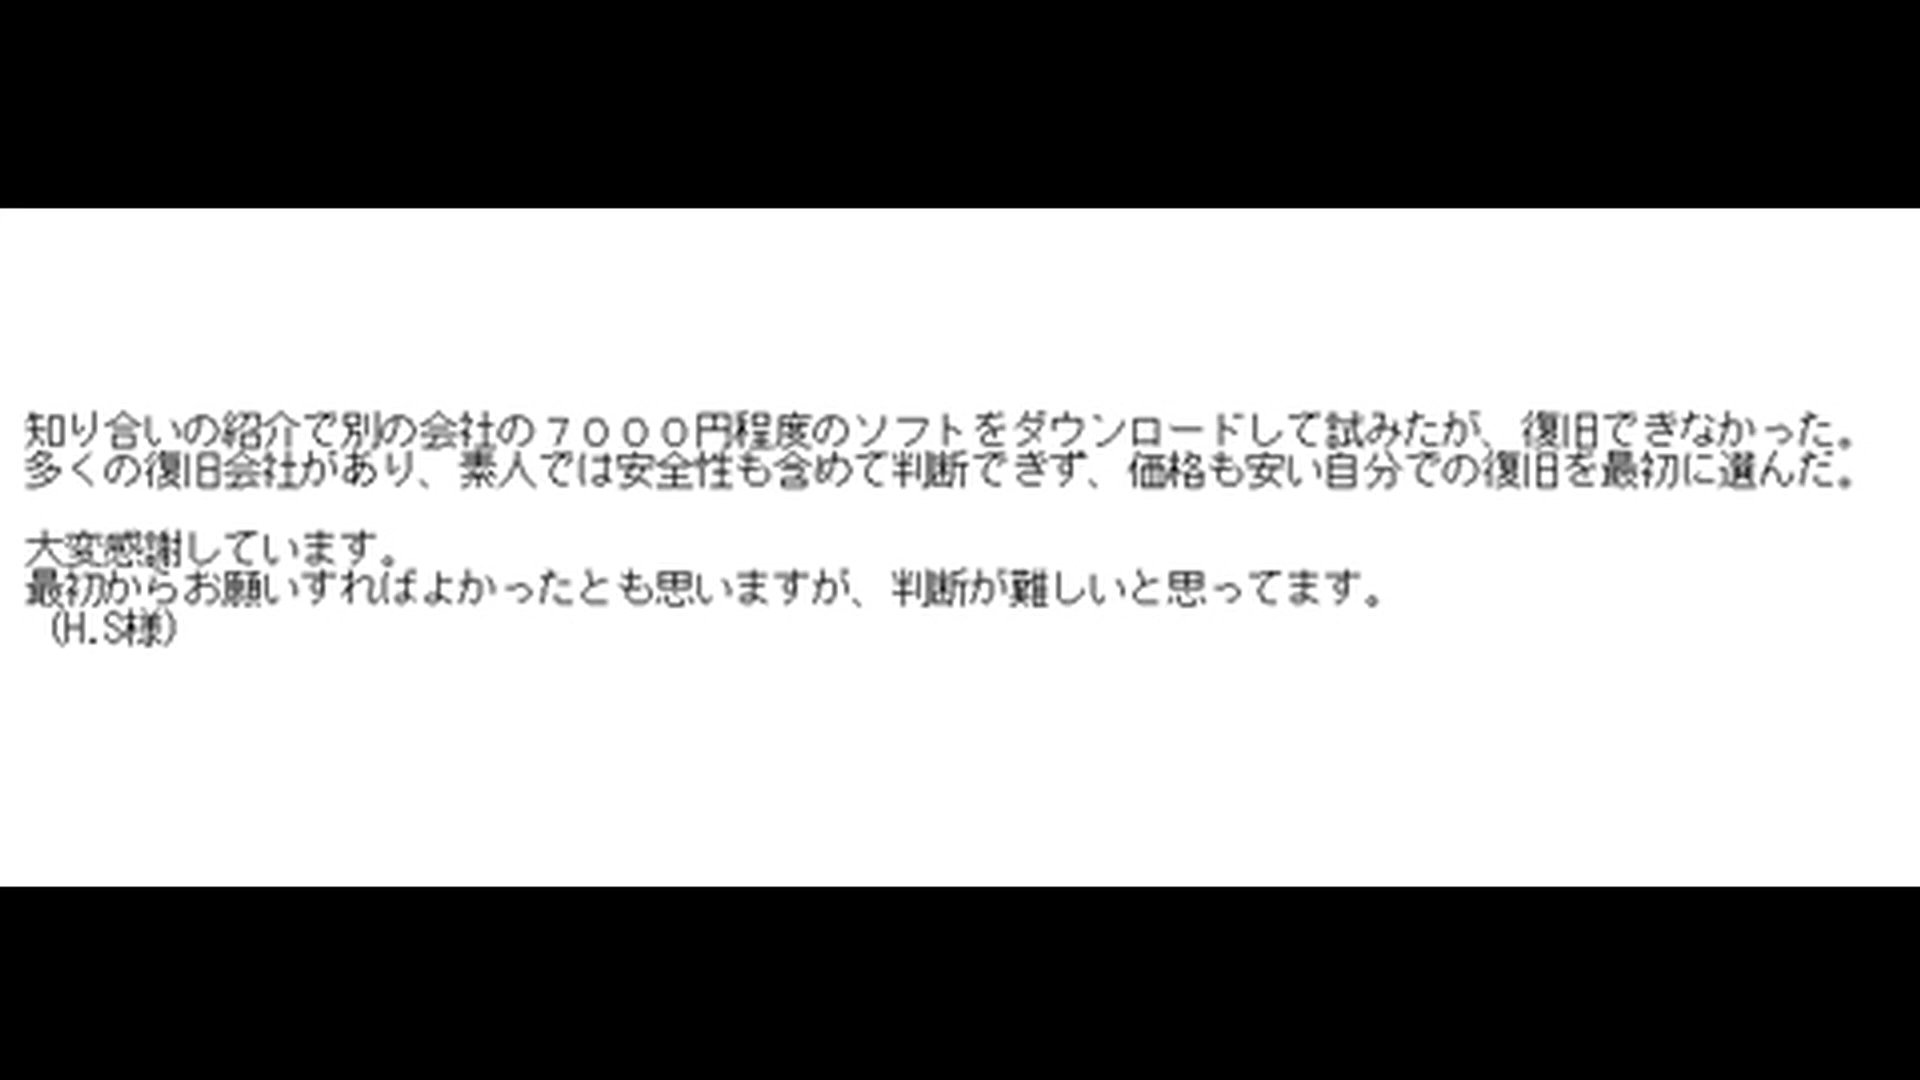 知り合いの紹介で別の会社の７０００円程度のソフトをダウンロードして試みたが、復旧できなかった。
多くの復旧会社があり、素人では安全性も含めて判断できず、価格も安い自分での復旧を最初に選んだ。
大変感謝しています。
最初からお願いすればよかったとも思いますが、判断が難しいと思ってます。
(H.S様)